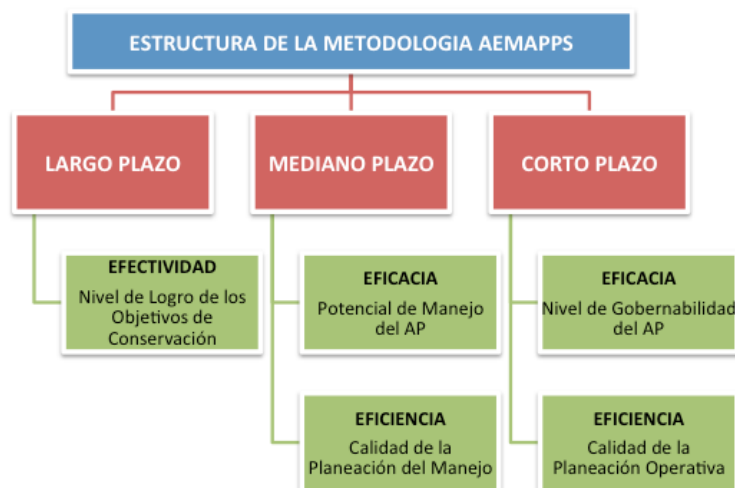 ESTRUCTURA DE LA METODOLOGIA AEMAPPS
LARGO PLAZO
MEDIANO PLAZO
CORTO PLAZO
EFECTIVIDAD
Nivel de Logro de los
Objetivos de
Conservación
EFICACIA
Potencial de Manejo
del AP
EFICACIA
Nivel de Gobernabilidad
del AP
EFICIENCIA
Calidad de la
Planeación del Manejo
EFICIENCIA
Calidad de la
Planeación Operativa